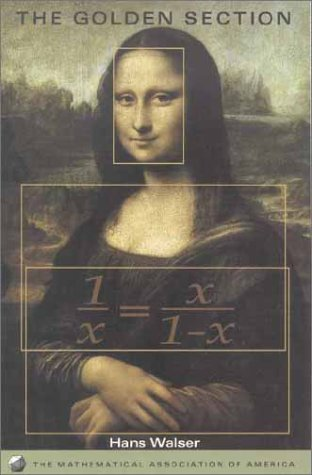 THE GOLDEN SECTION
1/x = x/1-x
Hans Walser
THE MATHEMATICAL ASSOCIATION OF AMERICA